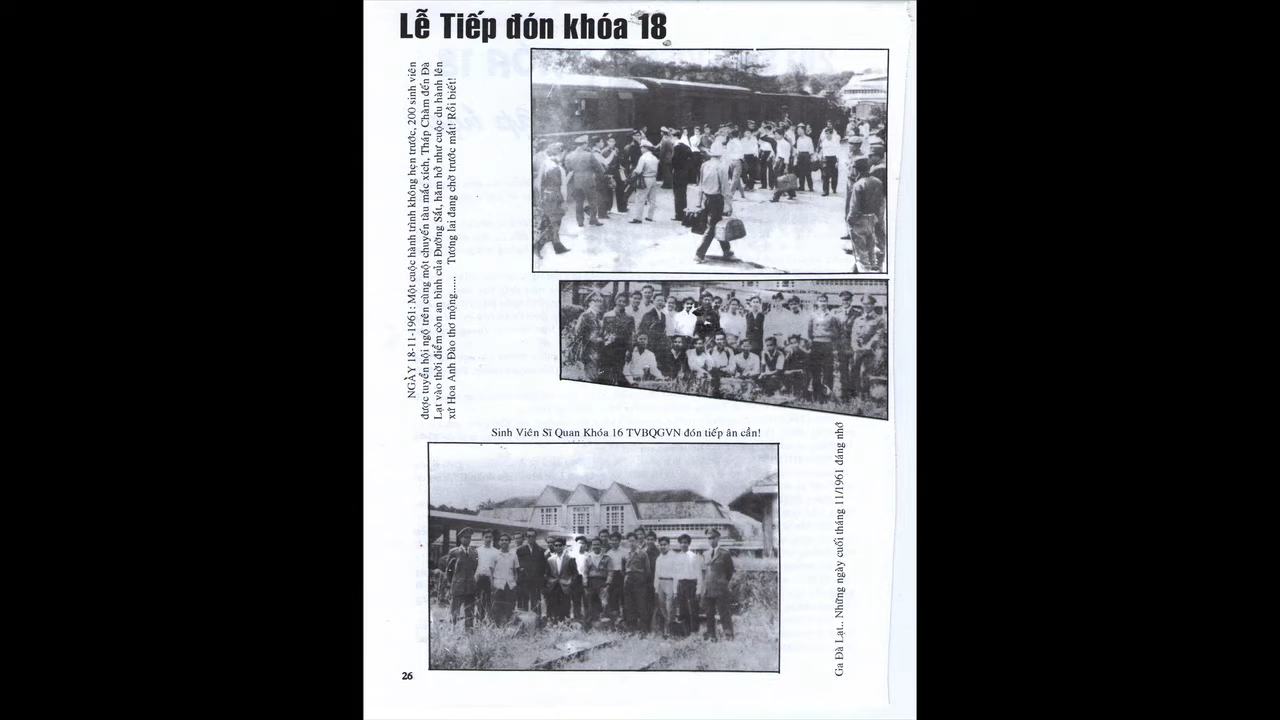 Lễ Tiếp đón khóa 18
NGÀY 18-11-1961: Một cuộc hành trình không hẹn trước, 200 sinh viên
được tuyển hội ngộ trên cùng một chuyến tàu mắc xích, Tháp Chàm đến Đà
Lạt vào thời điểm còn an bình của Đường Sắt, hăm hở như cuộc du hành lên
xứ Hoa Anh Đào thơ mộng...... Tương lai đang chờ trước mắt! Rồi biết!
Sinh Viên Sĩ Quan Khóa 16 TVBQGVN đón tiếp ân cần!
Ga Đà Lạt.. Những ngày cuối tháng 11/1961 đáng nhớ
26